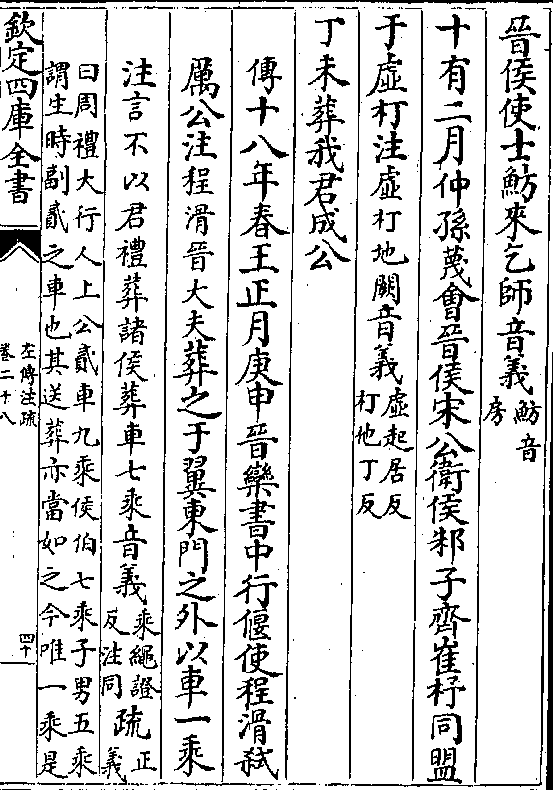 晉侯使士魴來乞師音義魴音
房
十有二月仲孫蔑會晉侯宋公衛侯邾子齊崔杼同盟
于虛朾注虛朾地闕音義虛起居反
朾他丁反
丁未葬我君成公
傳十八年春王正月庚申晉欒書中行偃使程滑弑
厲公注程滑晉大夫葬之于翼東門之外以車一乘
注言不以君禮葬諸侯葬車七乘音義乘繩證
反注同疏正
義
曰周禮大行人上公貳車九乘侯伯七乘子男五乘
謂生時副貳之車也其送葬亦當如之今唯一乘是
欽定四庫全書
左傳注疏
卷二十八
四十